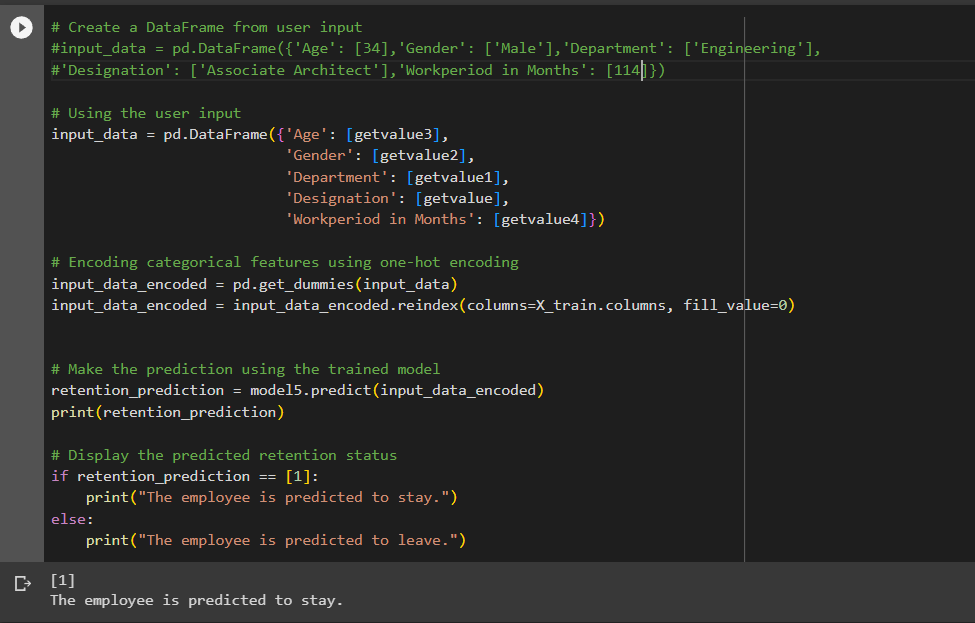 # Create a DataFrame from user input
#input_data = pd.DataFrame({'Age': [34],'Gender': ['Male'],'Department': ['Engineering'],
#'Designation': ['Associate Architect'],'Workperiod in Months': [114]})
# Using the user input
input_data = pd.DataFrame({'Age': [getvalue3],
'Gender': [getvalue2],
'Department': [getvalue1],
'Designation': [getvalue],
'Workperiod in Months': [getvalue4]})
# Encoding categorical features using one-hot encoding
input_data_encoded = pd.get_dummies(input_data)
input_data_encoded = input_data_encoded.reindex(columns=X_train.columns, fill_value=0)
# Make the prediction using the trained model
retention_prediction = model5.predict(input_data_encoded)
print(retention_prediction)
# Display the predicted retention status
if retention_prediction == [1]:
print("The employee is predicted to stay.")
else:
print("The employee is predicted to leave.")
[1]
The employee is predicted to stay.